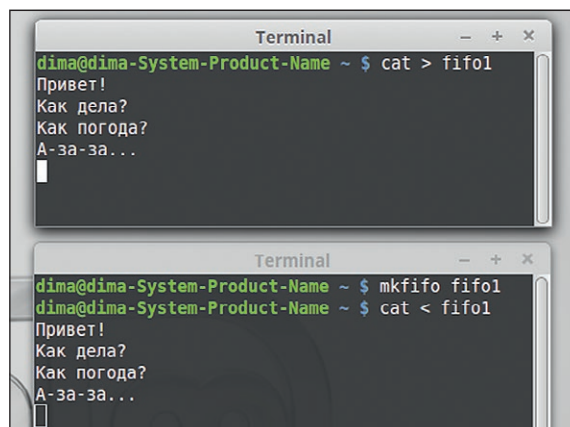 Terminal
dima@dima-System-Product-Name ~ $ cat > fifo1
Привет!
Как дела?
Как погода?
А-за-за...
Terminal
dima@dima-System-Product-Name ~ $ mkfifo fifo1
dima@dima-System-Product-Name ~ $ cat < fifo1
Привет!
Как дела?
Как погода?
А-за-за...